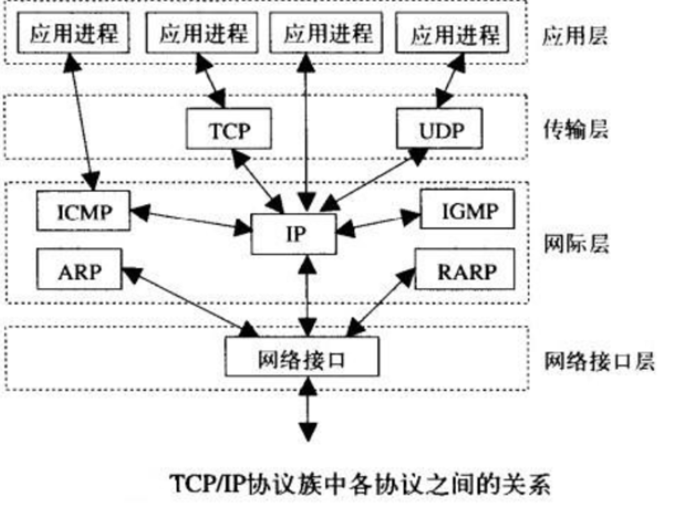 应用进程 应用进程 应用进程 应用进程 应用层
TCP UDP 传输层
ICMP IP IGMP
网际层
ARP RARP
网络接口 网络接口层
TCP/IP协议族中各协议之间的关系